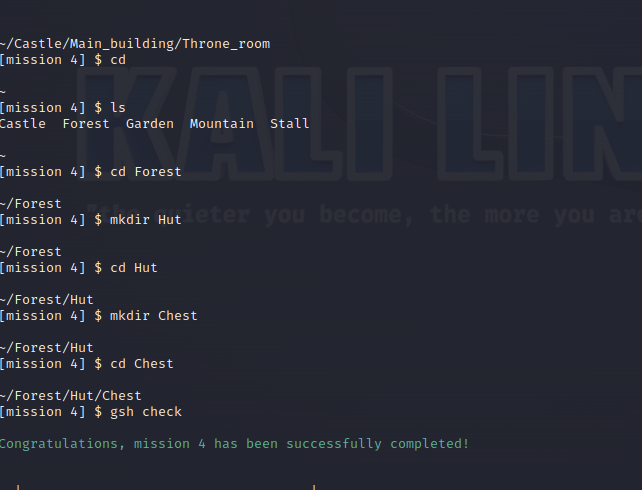 ~/Castle/Main_building/Throne_room
[mission 4] $ cd
~
[mission 4] $ ls
Castle  Forest  Garden  Mountain  Stall
~
[mission 4] $ cd Forest
~/Forest
[mission 4] $ mkdir Hut
~/Forest
[mission 4] $ cd Hut
~/Forest/Hut
[mission 4] $ mkdir Chest
~/Forest/Hut
[mission 4] $ cd Chest
~/Forest/Hut/Chest
[mission 4] $ gsh check
Congratulations, mission 4 has been successfully completed!
KALI LIN
quieter you become, the more you are